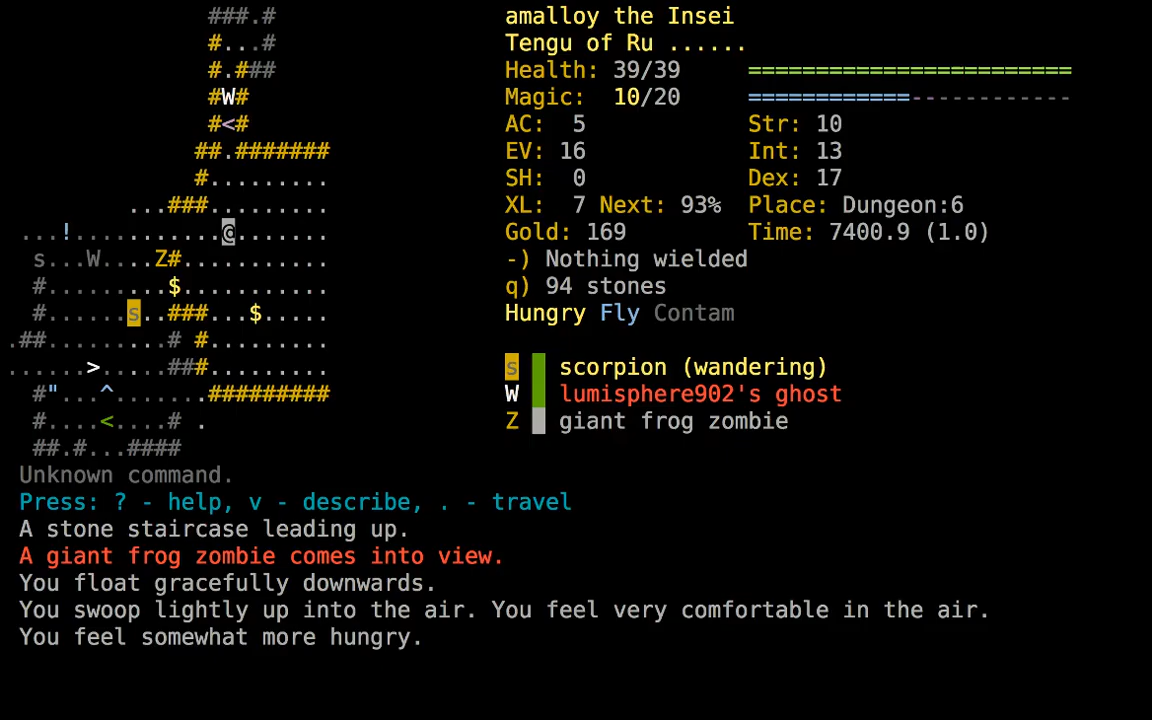 ###.#  amalloy the Insei
#...#  Tengu of Ru ......
#.###  Health: 39/39  ========================
#W#  Magic:  10/20  ============------------
#<#  AC:  5  Str: 10
##.#######  EV: 16  Int: 13
#.........  SH:  0  Dex: 17
...###.........  XL:  7 Next: 93%  Place: Dungeon:6
...!...........@.......  Gold: 169  Time: 7400.9 (1.0)
s...W....Z#...........  -) Nothing wielded
#.........$...........  q) 94 stones
#......s..###...$.....  Hungry Fly Contam
.##.........# #.........
......>.....###.........  s  scorpion (wandering)
#"...^.......#########  W  lumisphere902's ghost
#....<....# .  Z  giant frog zombie
##.#...####
Unknown command.
Press: ? - help, v - describe, . - travel
A stone staircase leading up.
A giant frog zombie comes into view.
You float gracefully downwards.
You swoop lightly up into the air. You feel very comfortable in the air.
You feel somewhat more hungry.